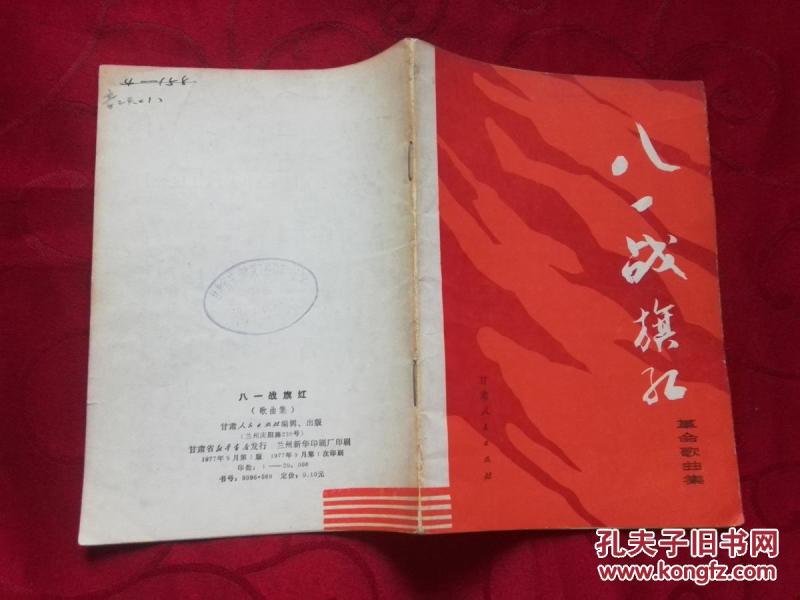 八一战旗红
革命歌曲集
甘肃人民出版社
八一战旗红
（歌曲集）
甘肃人民出版社编辑、出版
（兰州庆阳路230号）
甘肃省新华书店发行 兰州新华印刷厂印刷
1977年9月第1版 1977年9月第1次印刷
印数：1—20,000
书号：8096·569 定价：0.10元
孔夫子旧书网
www.kongfz.com